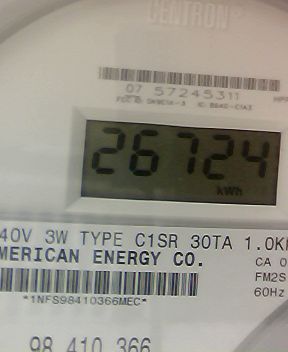 CENTRON
07 57245311
26724
kWh
40V 3W TYPE C1SR 30TA 1.0K
MERICAN ENERGY CO.
CA 0
FM2S
*1NFS98410366MEC*
60Hz
98 410 366